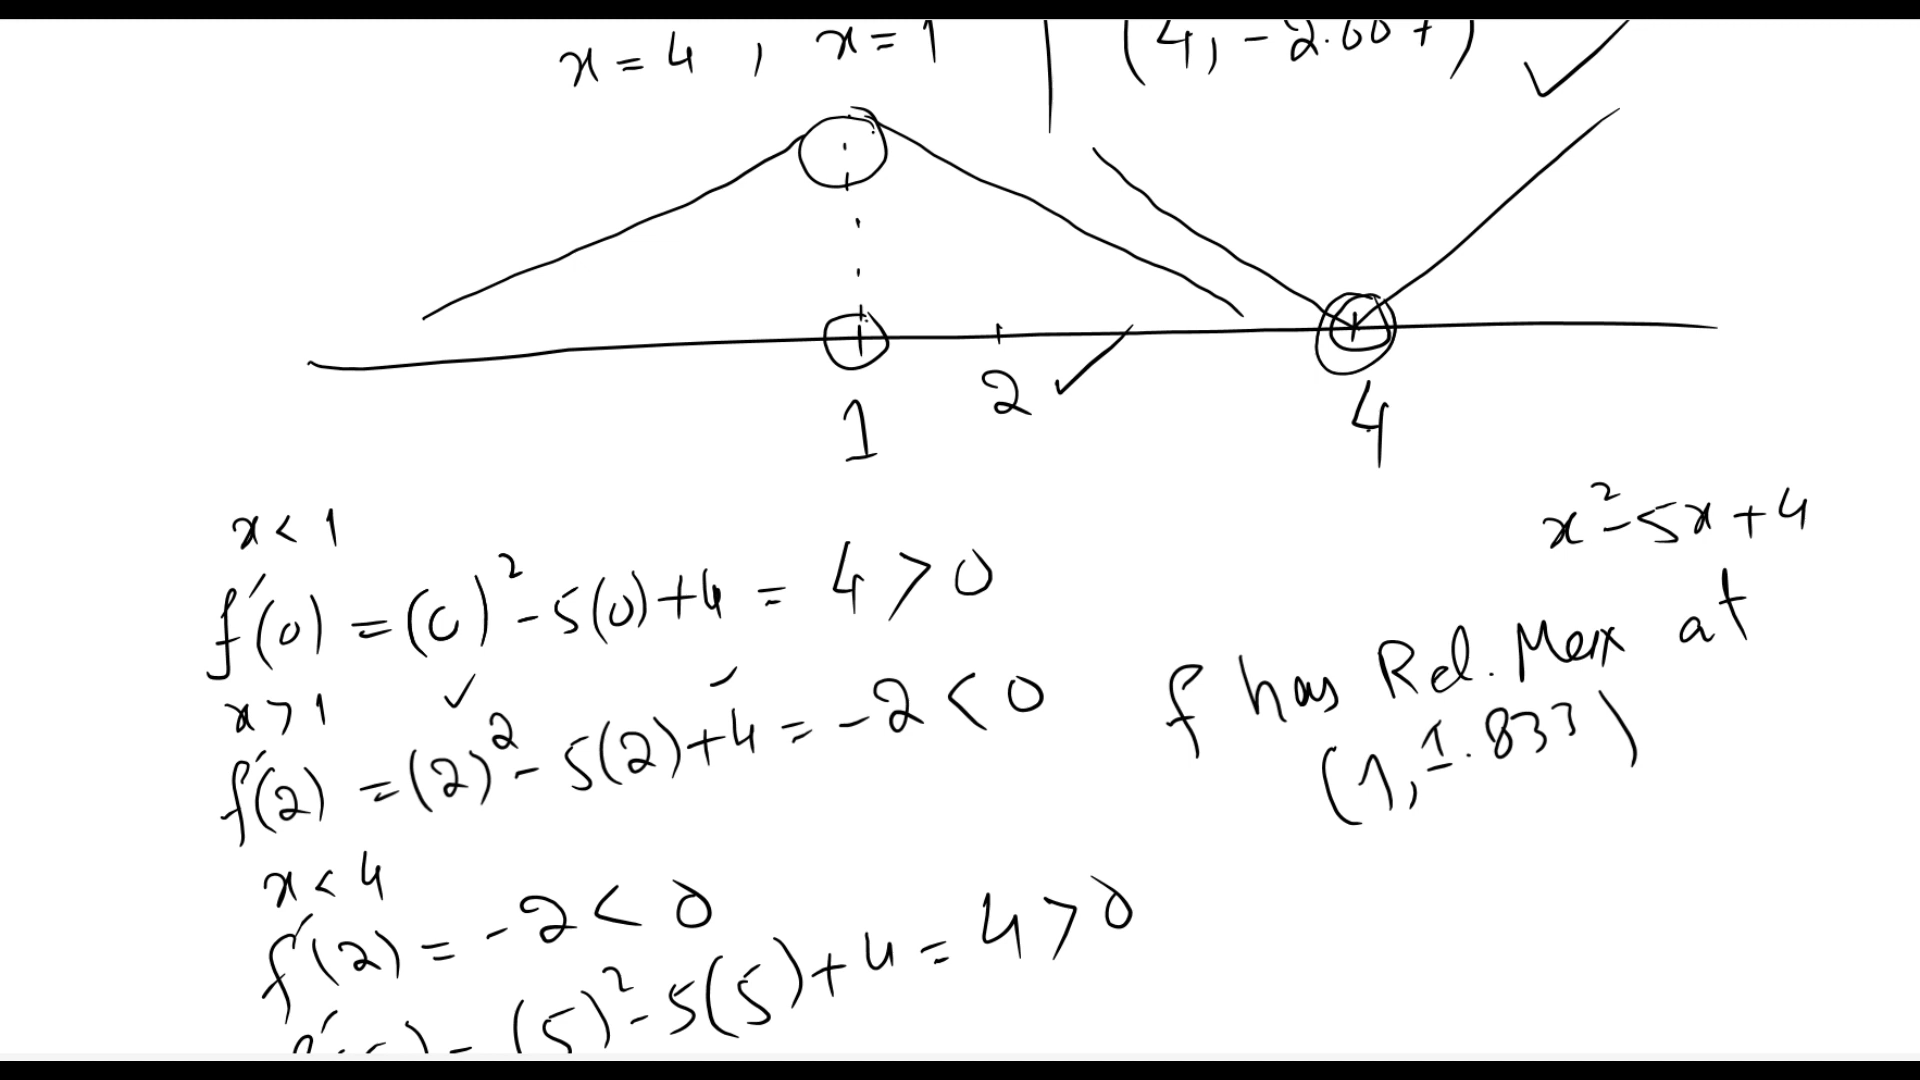 x = 4 , x = 1
(4, -2.667)
1 2 4
x < 1
f'(0) = (0)² - 5(0) + 4 = 4 > 0
x² - 5x + 4
x > 1
f'(2) = (2)² - 5(2) + 4 = -2 < 0
f has Rel. Max at
(1, 1.833)
x < 4
f'(2) = -2 < 0
f'(5) = (5)² - 5(5) + 4 = 4 > 0